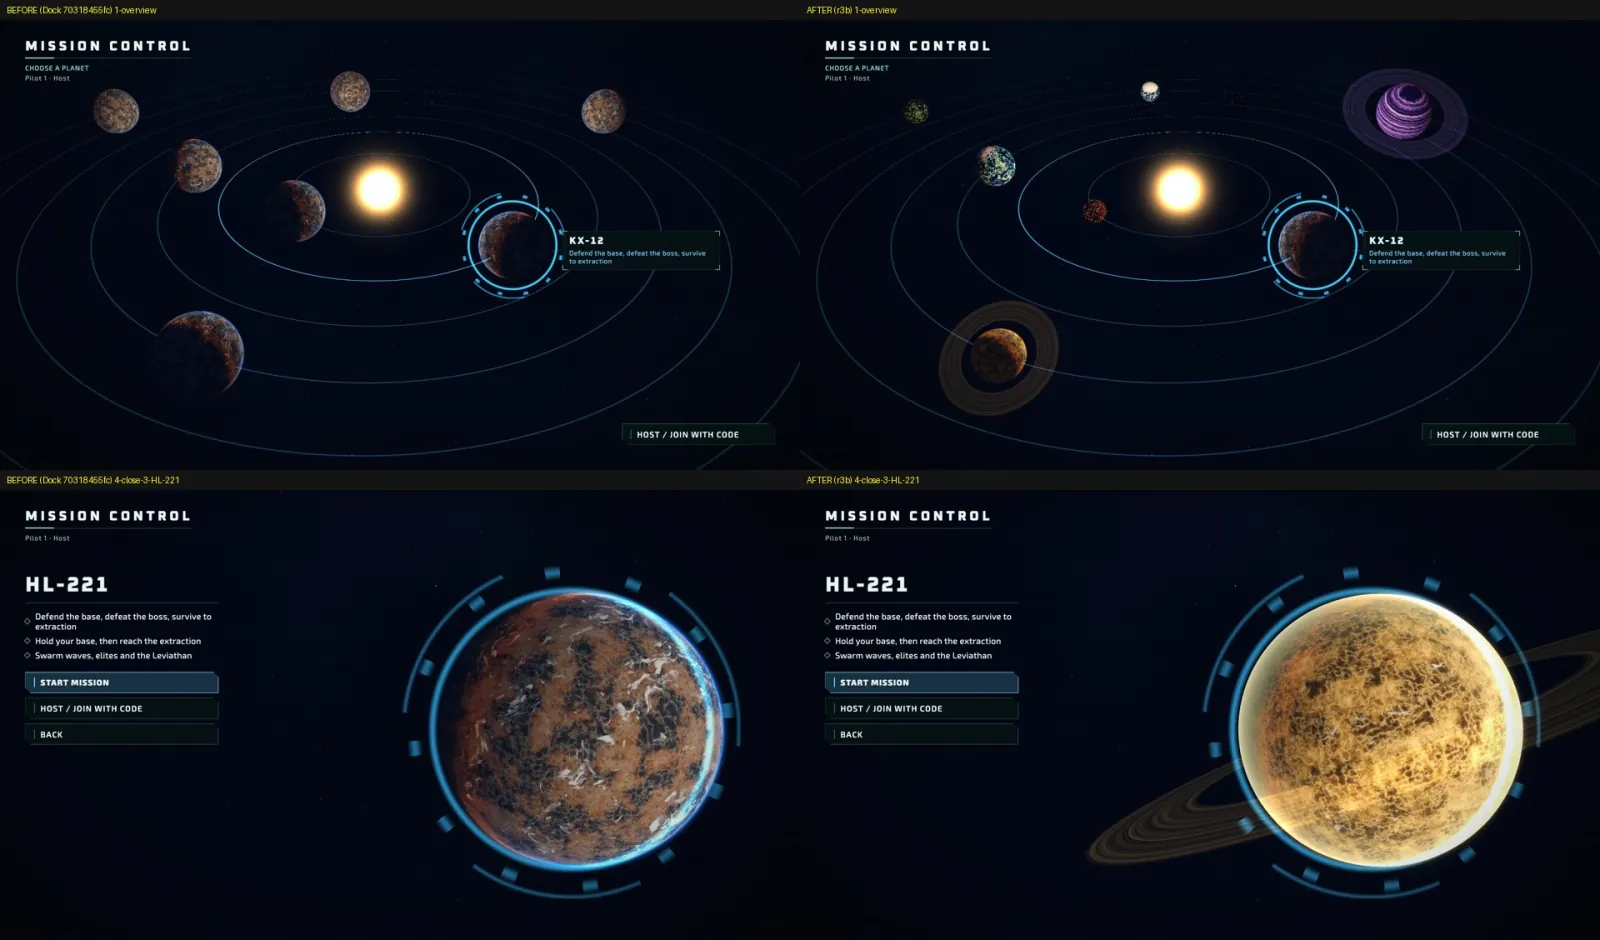 BEFORE (Dock 70318455fc) 1-overview
MISSION CONTROL
CHOOSE A PLANET
Pilot 1 · Host
KX-12
Defend the base, defeat the boss, survive
to extraction
HOST / JOIN WITH CODE
AFTER (r3b) 1-overview
MISSION CONTROL
CHOOSE A PLANET
Pilot 1 · Host
KX-12
Defend the base, defeat the boss, survive
to extraction
HOST / JOIN WITH CODE
BEFORE (Dock 70318455fc) 4-close-3-HL-221
MISSION CONTROL
Pilot 1 · Host
HL-221
Defend the base, defeat the boss, survive to
extraction
Hold your base, then reach the extraction
Swarm waves, elites and the Leviathan
START MISSION
HOST / JOIN WITH CODE
BACK
AFTER (r3b) 4-close-3-HL-221
MISSION CONTROL
Pilot 1 · Host
HL-221
Defend the base, defeat the boss, survive to
extraction
Hold your base, then reach the extraction
Swarm waves, elites and the Leviathan
START MISSION
HOST / JOIN WITH CODE
BACK